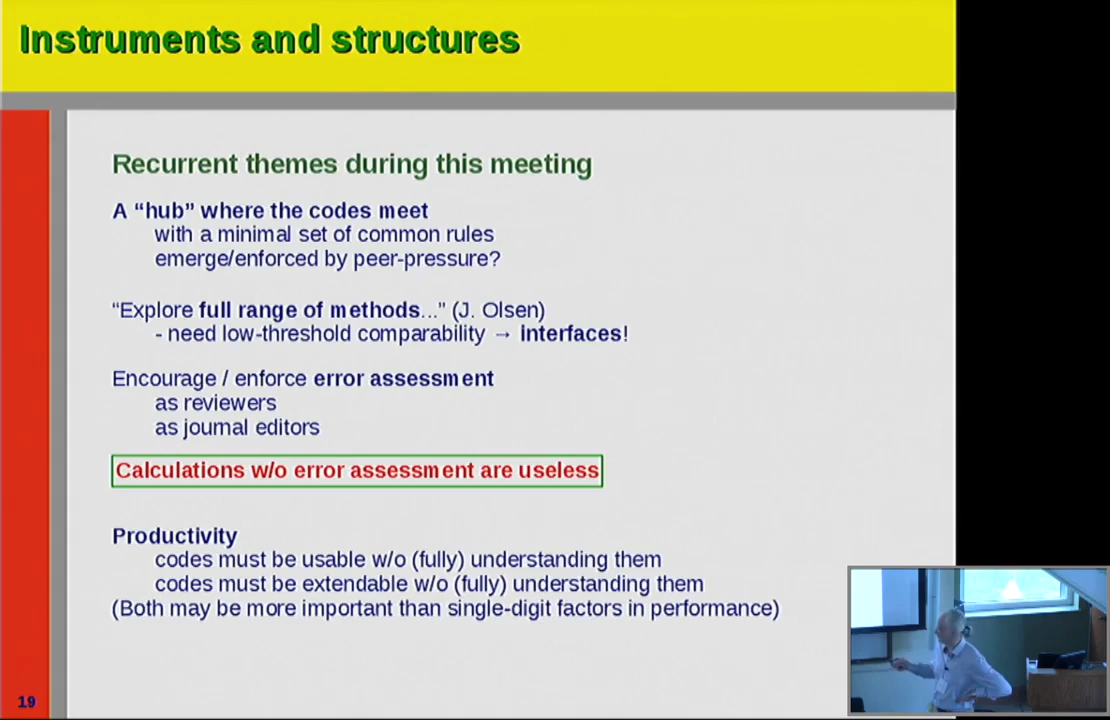 Instruments and structures
Recurrent themes during this meeting
A “hub” where the codes meet
with a minimal set of common rules
emerge/enforced by peer-pressure?
“Explore full range of methods...” (J. Olsen)
- need low-threshold comparability → interfaces!
Encourage / enforce error assessment
as reviewers
as journal editors
Calculations w/o error assessment are useless
Productivity
codes must be usable w/o (fully) understanding them
codes must be extendable w/o (fully) understanding them
(Both may be more important than single-digit factors in performance)
19